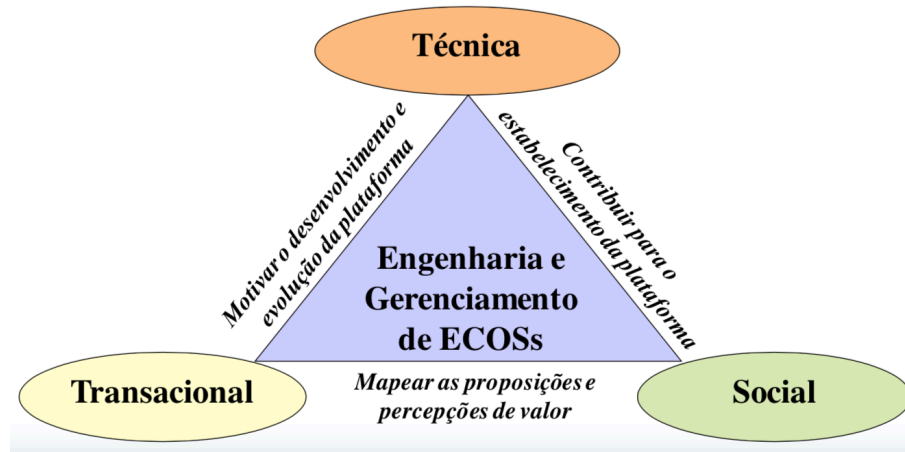 Técnica
Motivar o desenvolvimento e
evolução da plataforma
Contribuir para o
estabelecimento da plataforma
Engenharia e
Gerenciamento
de ECOSs
Transacional
Mapear as proposições e
percepções de valor
Social